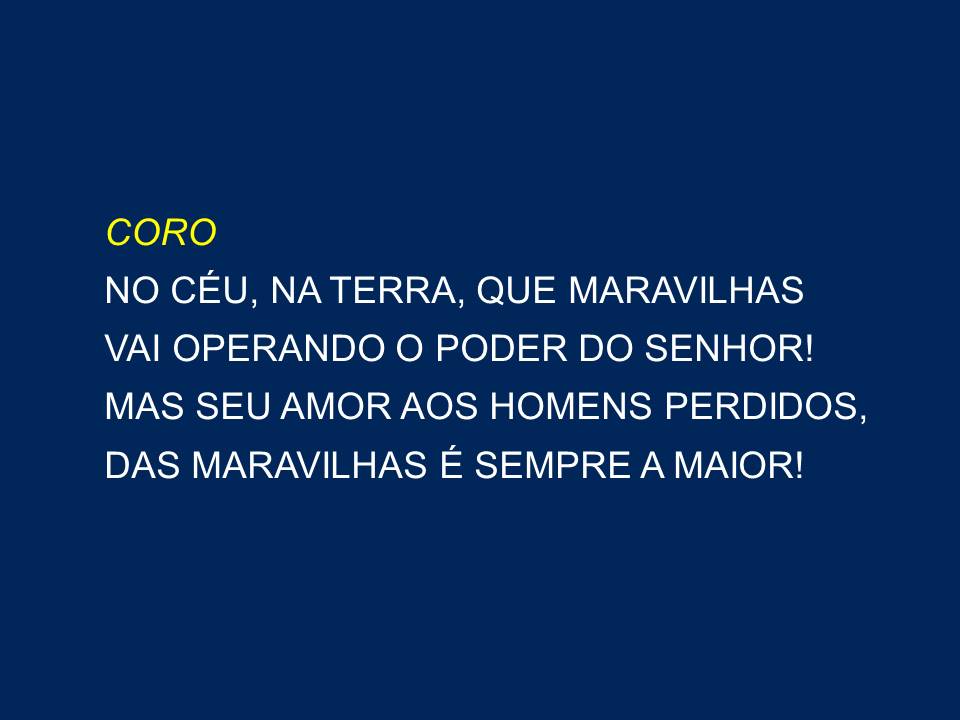 CORO
NO CÉU, NA TERRA, QUE MARAVILHAS
VAI OPERANDO O PODER DO SENHOR!
MAS SEU AMOR AOS HOMENS PERDIDOS,
DAS MARAVILHAS É SEMPRE A MAIOR!